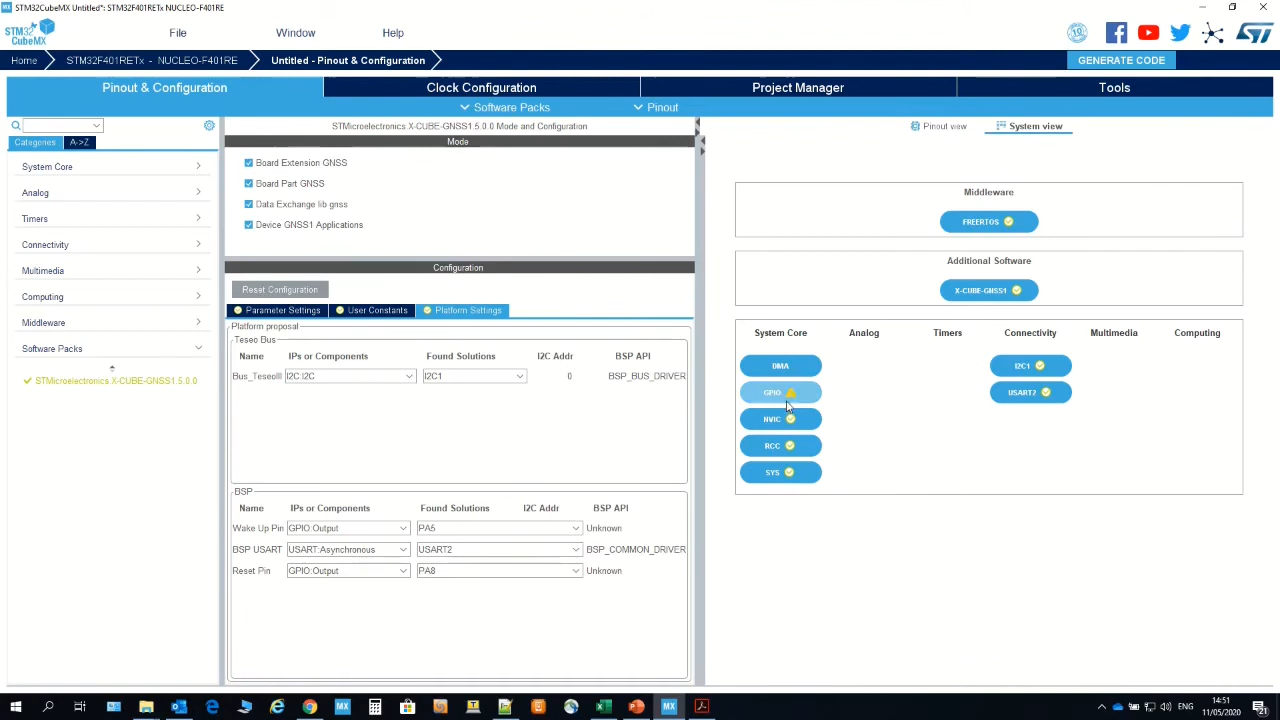 MX STM32CubeMX Untitled*: STM32F401RETx NUCLEO-F401RE
STM32 CubeMX
File Window Help
Home STM32F401RETx - NUCLEO-F401RE Untitled - Pinout & Configuration GENERATE CODE
Pinout & Configuration Clock Configuration Project Manager Tools
Software Packs Pinout
STMicroelectronics.X-CUBE-GNSS1.5.0.0 Mode and Configuration
Pinout view System view
Categories A->Z
Mode
System Core
Analog
Timers
Connectivity
Multimedia
Computing
Middleware
Software Packs
STMicroelectronics.X-CUBE-GNSS1.5.0.0
Board Extension GNSS
Board Part GNSS
Data Exchange lib gnss
Device GNSS1 Applications
Configuration
Reset Configuration
Parameter Settings User Constants Platform Settings
Platform proposal
Teseo Bus
Name IPs or Components Found Solutions I2C Addr BSP API
Bus_TeseoIII I2C:I2C I2C1 0 BSP_BUS_DRIVER
BSP
Name IPs or Components Found Solutions I2C Addr BSP API
Wake Up Pin GPIO:Output PA5 Unknown
BSP USART USART:Asynchronous USART2 BSP_COMMON_DRIVER
Reset Pin GPIO:Output PA8 Unknown
Middleware
FREERTOS
Additional Software
X-CUBE-GNSS1
System Core Analog Timers Connectivity Multimedia Computing
DMA I2C1
GPIO USART2
NVIC
RCC
SYS
ENG
14:51
11/05/2020